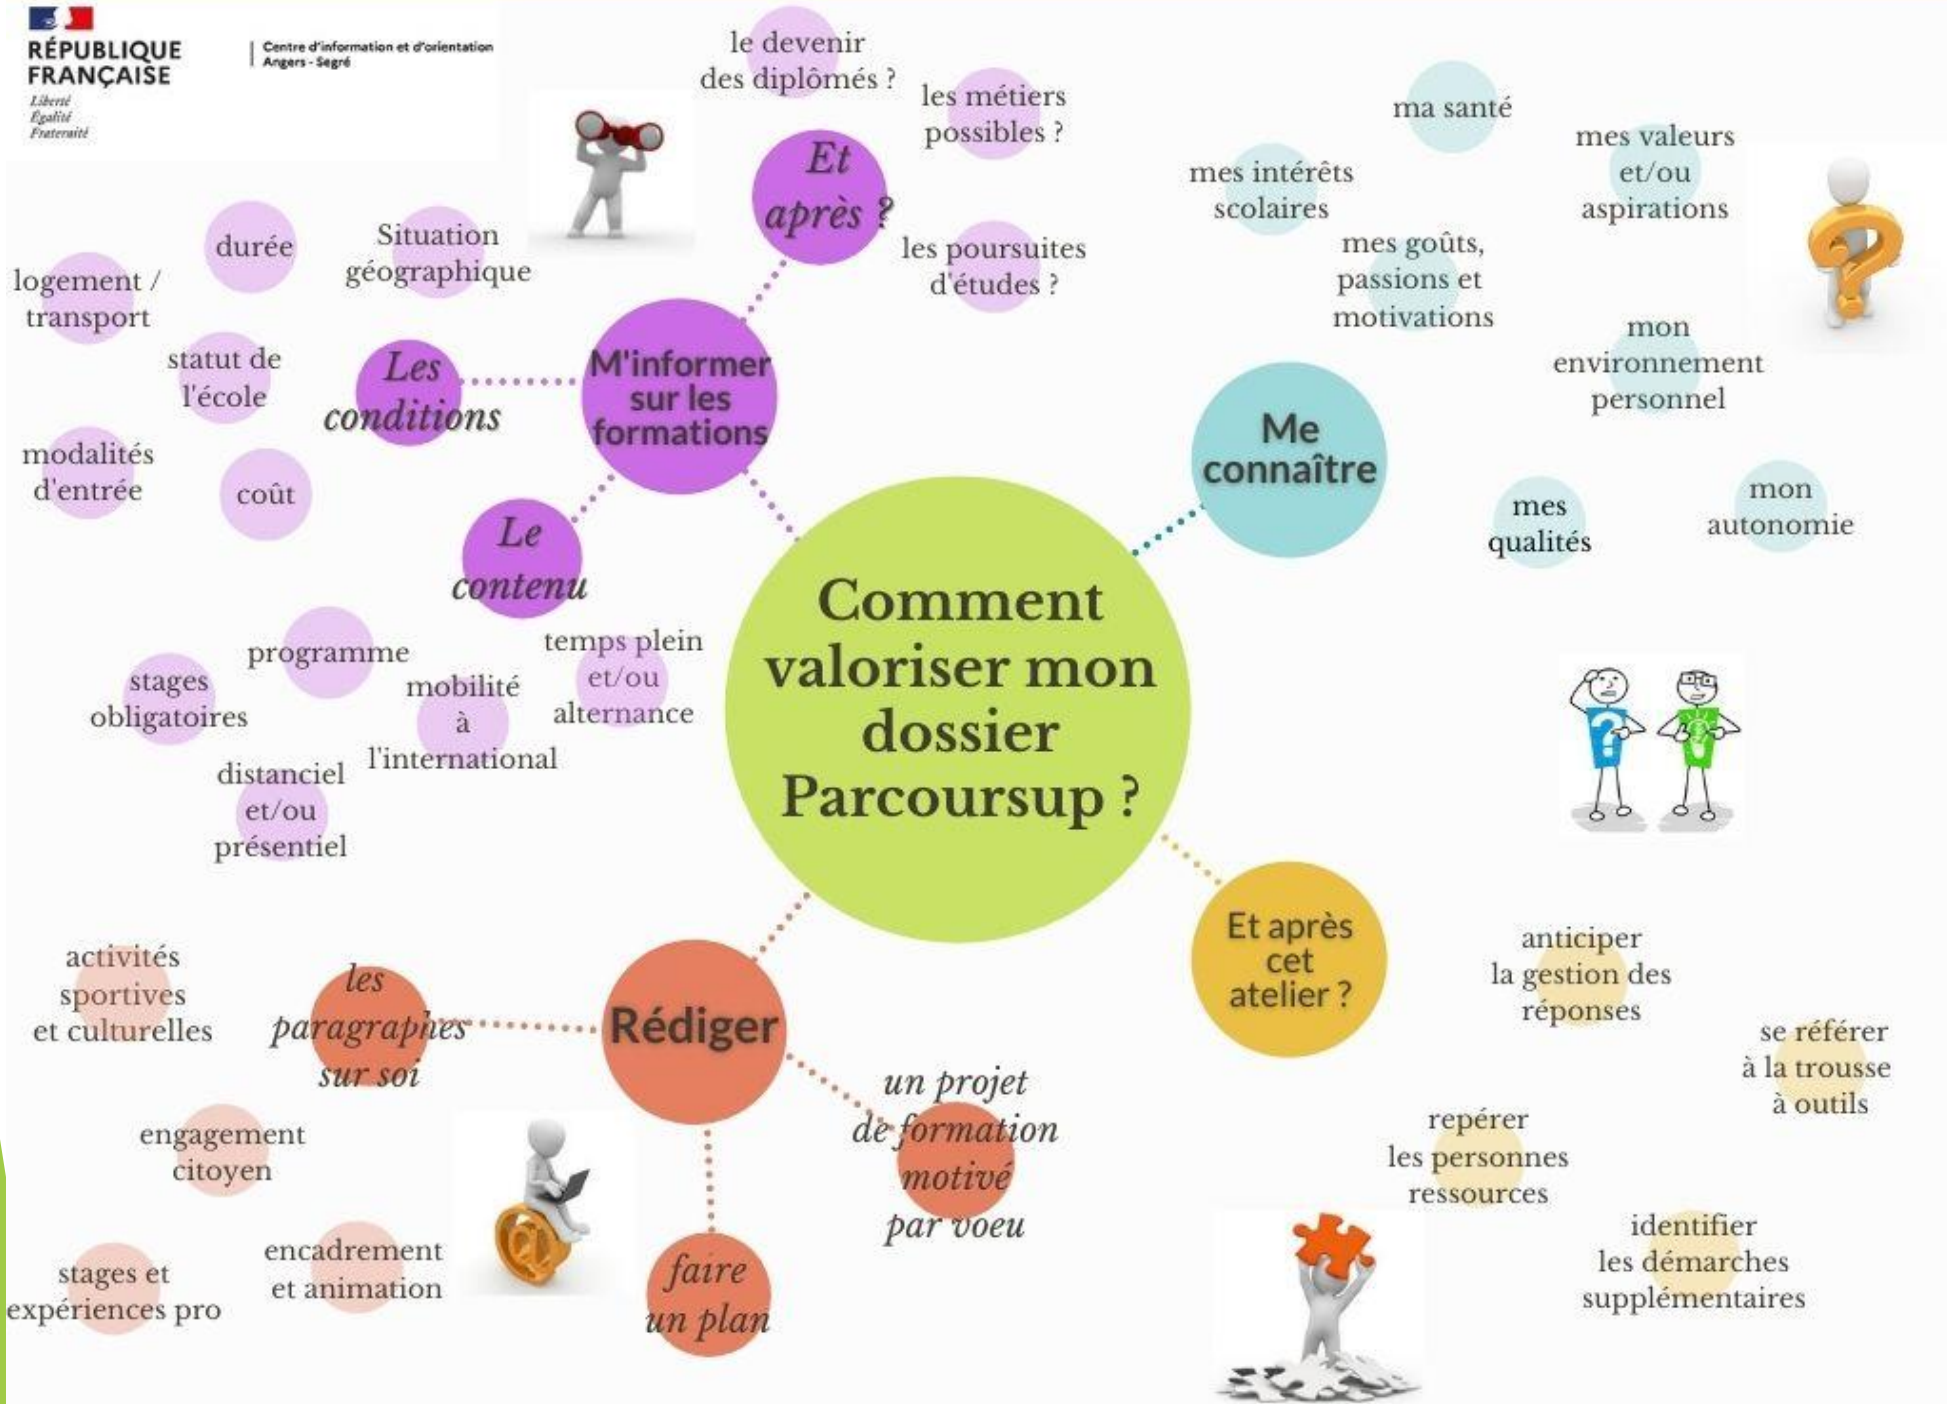 RÉPUBLIQUE
FRANÇAISE
Liberté
Égalité
Fraternité
Centre d'information et d'orientation
Angers - Segré
le devenir
des diplômés ?
les métiers
possibles ?
Et
après ?
les poursuites
d'études ?
durée
Situation
géographique
logement /
transport
statut de
l'école
Les
conditions
modalités
d'entrée
coût
M'informer
sur les
formations
Le
contenu
programme
temps plein
et/ou
alternance
stages
obligatoires
mobilité
à
l'international
distanciel
et/ou
présentiel
ma santé
mes intérêts
scolaires
mes valeurs
et/ou
aspirations
mes goûts,
passions et
motivations
mon
environnement
personnel
Me
connaître
mes
qualités
mon
autonomie
Comment
valoriser mon
dossier
Parcoursup ?
?
Et après
cet
atelier ?
anticiper
la gestion des
réponses
se référer
à la trousse
à outils
repérer
les personnes
ressources
identifier
les démarches
supplémentaires
Rédiger
les
paragraphes
sur soi
activités
sportives
et culturelles
engagement
citoyen
encadrement
et animation
stages et
expériences pro
@
un projet
de formation
motivé
par voeu
faire
un plan